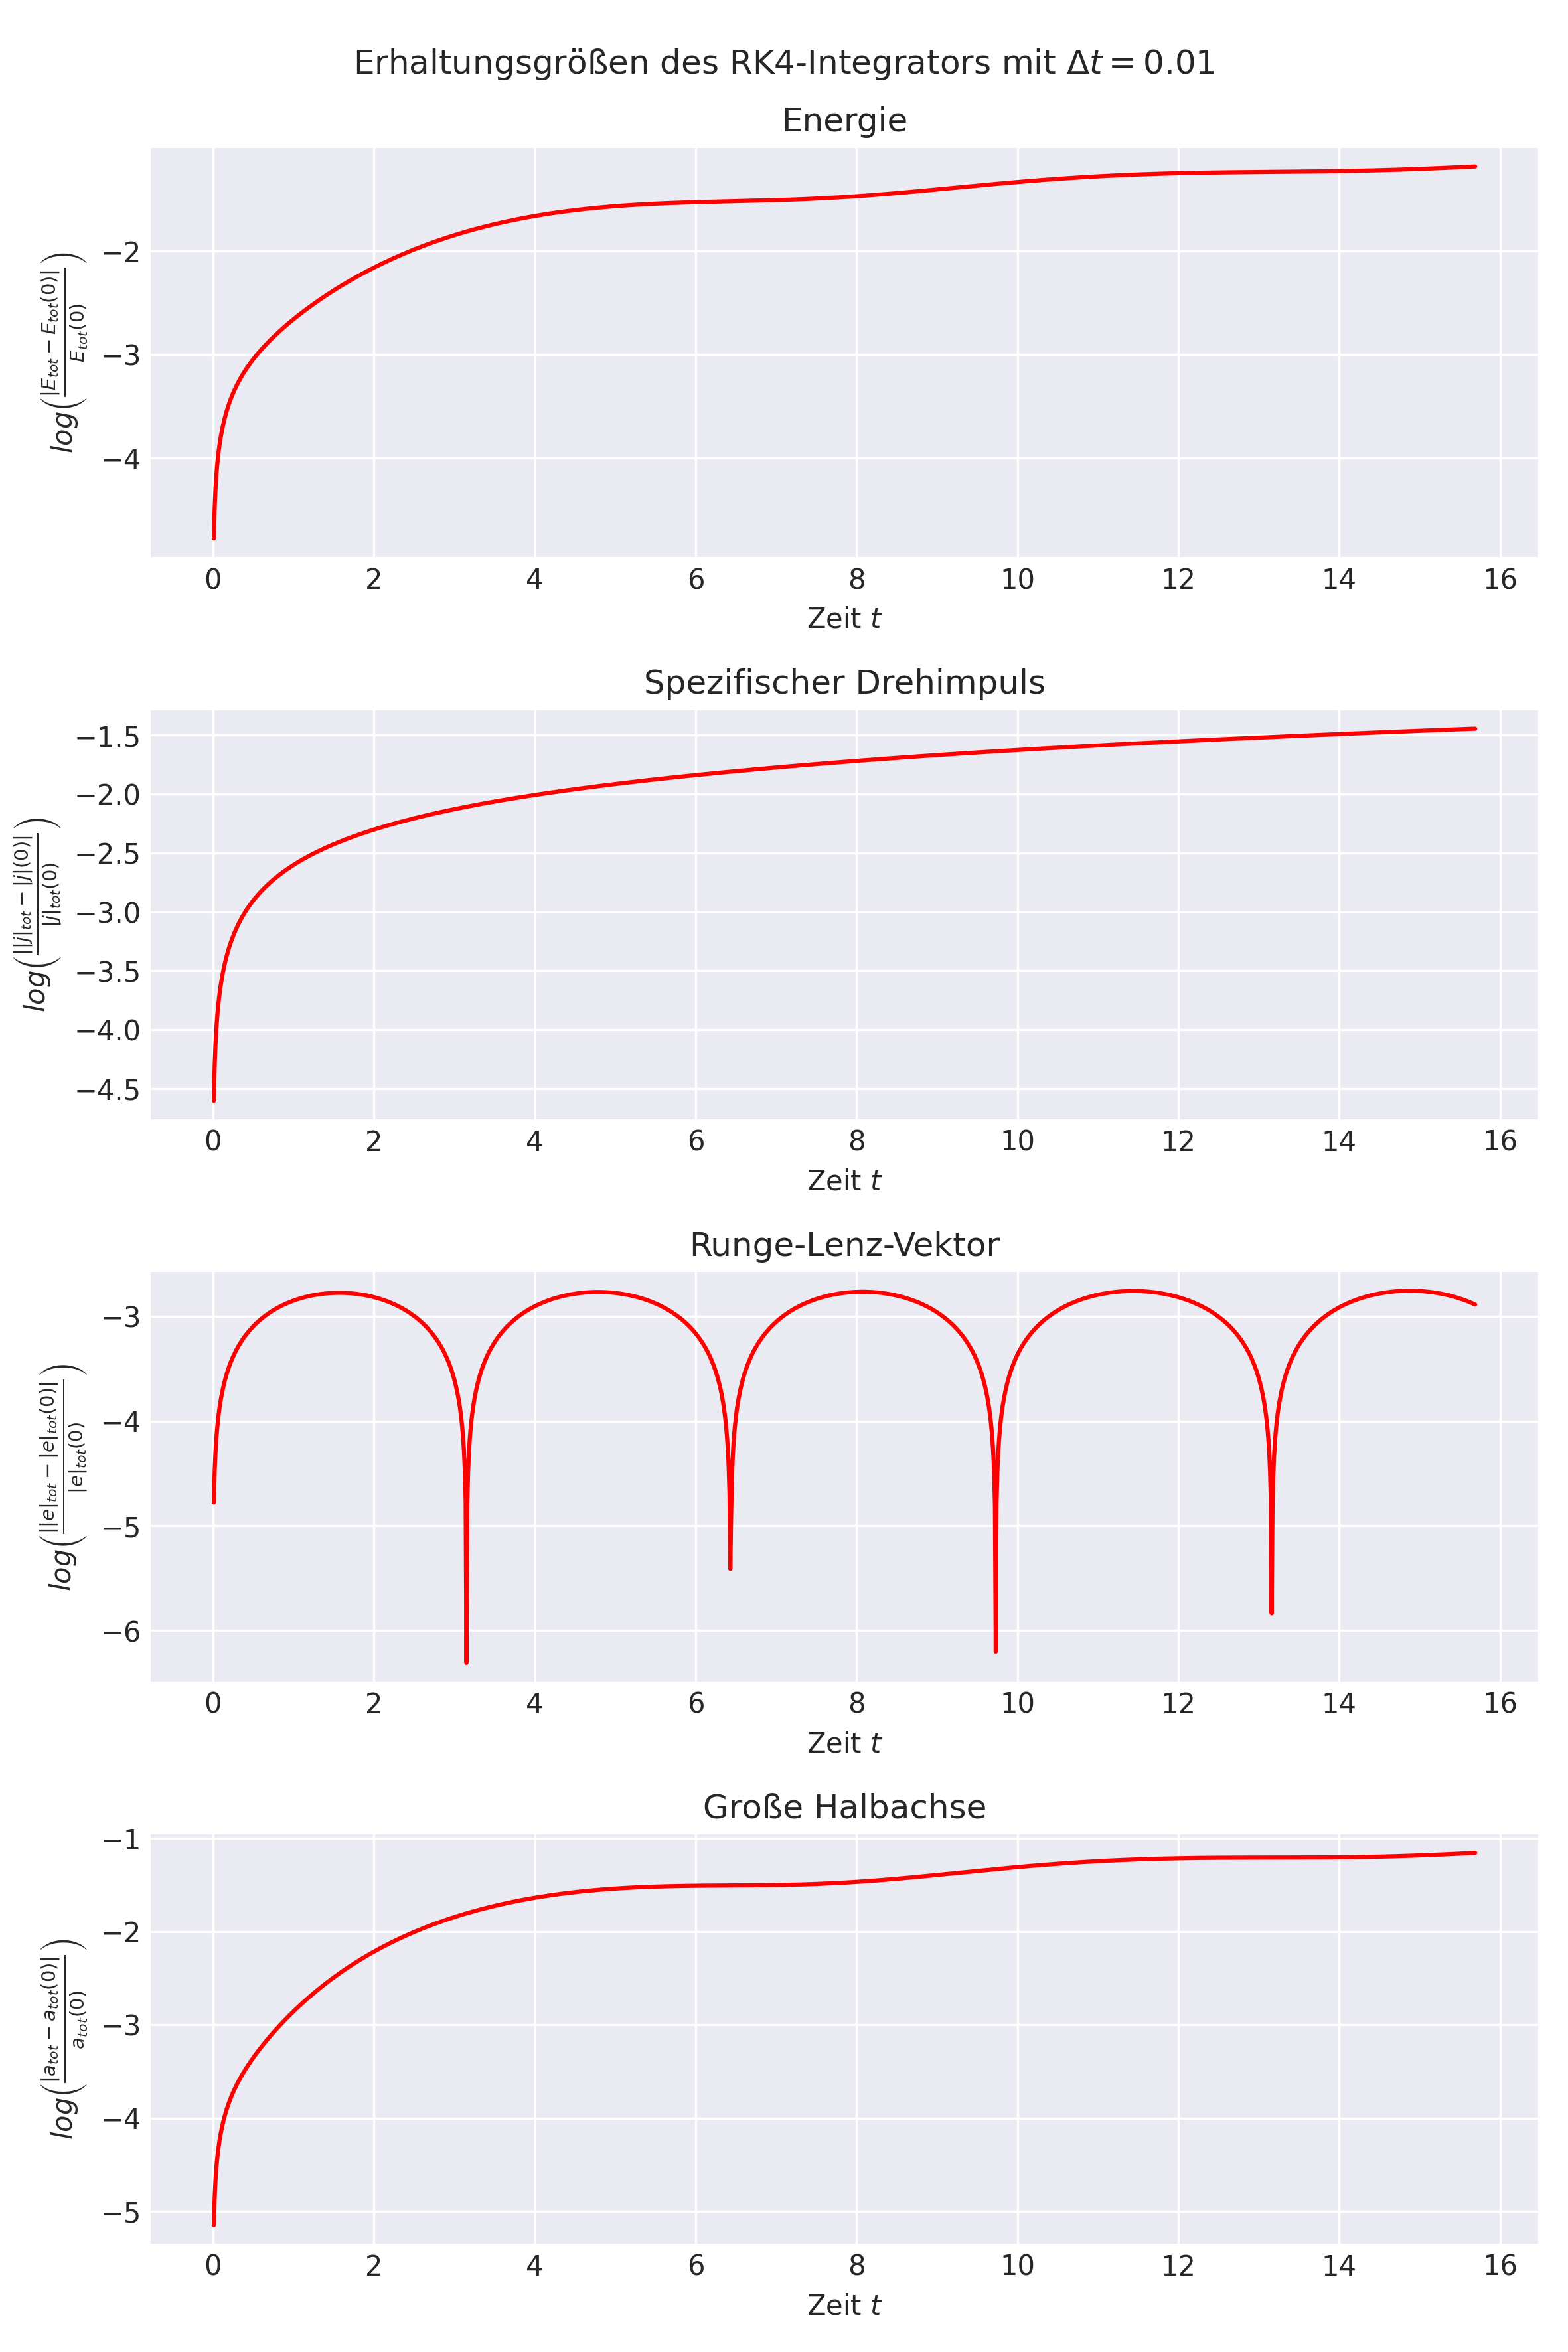 Erhaltungsgrößen des RK4-Integrators mit Δt = 0.01
Energie
log(|E_tot − E_tot(0)| / E_tot(0))
−2
−3
−4
0 2 4 6 8 10 12 14 16
Zeit t
Spezifischer Drehimpuls
log(||j|_tot − |j|(0)| / |j|_tot(0))
−1.5
−2.0
−2.5
−3.0
−3.5
−4.0
−4.5
0 2 4 6 8 10 12 14 16
Zeit t
Runge-Lenz-Vektor
log(||e|_tot − |e|_tot(0)| / |e|_tot(0))
−3
−4
−5
−6
0 2 4 6 8 10 12 14 16
Zeit t
Große Halbachse
log(|a_tot − a_tot(0)| / a_tot(0))
−1
−2
−3
−4
−5
0 2 4 6 8 10 12 14 16
Zeit t